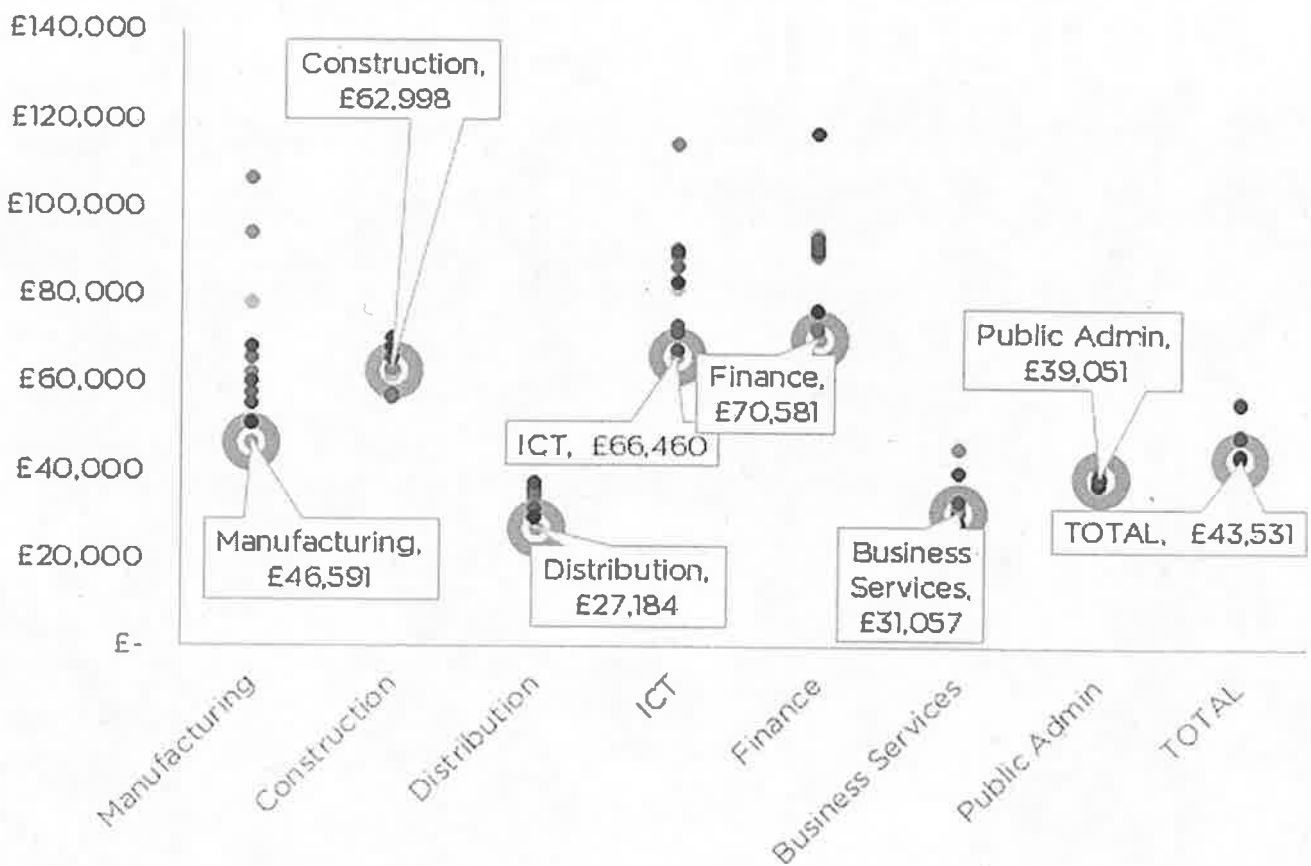 £140,000
£120,000
£100,000
£80,000
£60,000
£40,000
£20,000
£-
Construction,
£62,998
Public Admin,
£39,051
Finance,
£70,581
ICT, £66,460
Manufacturing,
£46,591
Distribution,
£27,184
Business
Services,
£31,057
TOTAL, £43,531
Manufacturing
Construction
Distribution
ICT
Finance
Business Services
Public Admin
TOTAL